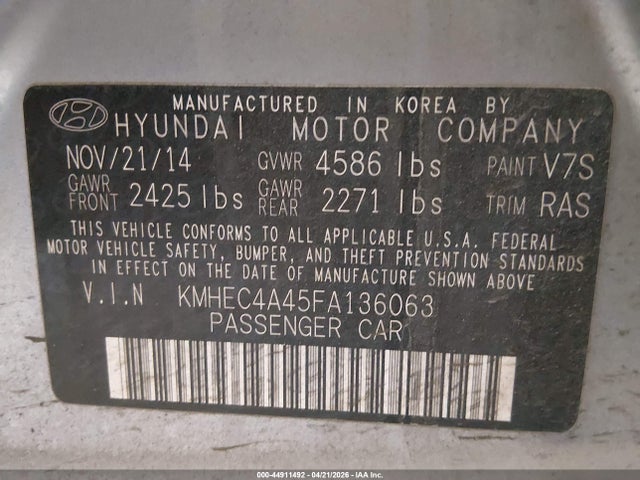 MANUFACTURED IN KOREA BY
HYUNDAI MOTOR COMPANY
NOV/21/14 GVWR 4586 lbs PAINT V7S
GAWR FRONT 2425 lbs GAWR REAR 2271 lbs TRIM RAS
THIS VEHICLE CONFORMS TO ALL APPLICABLE U.S.A. FEDERAL
MOTOR VEHICLE SAFETY, BUMPER, AND THEFT PREVENTION STANDARDS
IN EFFECT ON THE DATE OF MANUFACTURE SHOWN ABOVE
V.I.N KMHEC4A45FA136063
PASSENGER CAR
000-44911492 - 04/21/2026 - IAA Inc.